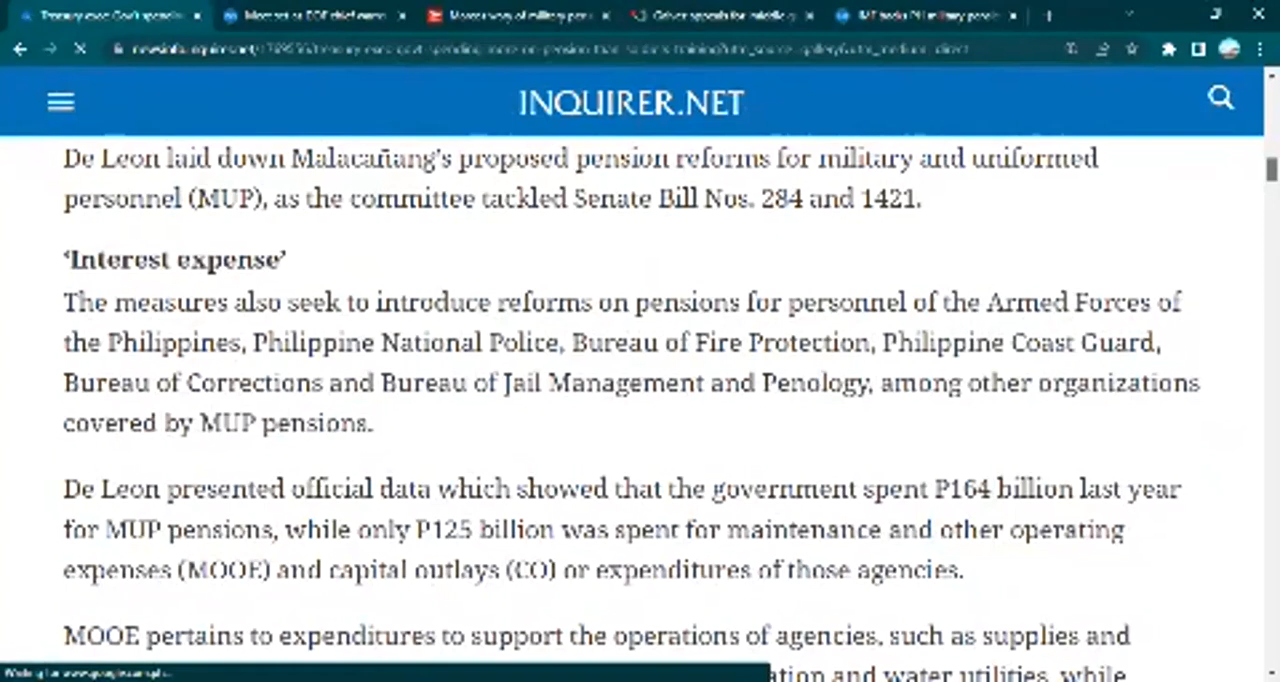 Treasury exec: Gov't spending
INQUIRER.NET
De Leon laid down Malacañang's proposed pension reforms for military and uniformed
personnel (MUP), as the committee tackled Senate Bill Nos. 284 and 1421.
‘Interest expense’
The measures also seek to introduce reforms on pensions for personnel of the Armed Forces of
the Philippines, Philippine National Police, Bureau of Fire Protection, Philippine Coast Guard,
Bureau of Corrections and Bureau of Jail Management and Penology, among other organizations
covered by MUP pensions.
De Leon presented official data which showed that the government spent P164 billion last year
for MUP pensions, while only P125 billion was spent for maintenance and other operating
expenses (MOOE) and capital outlays (CO) or expenditures of those agencies.
MOOE pertains to expenditures to support the operations of agencies, such as supplies and
and water utilities, while